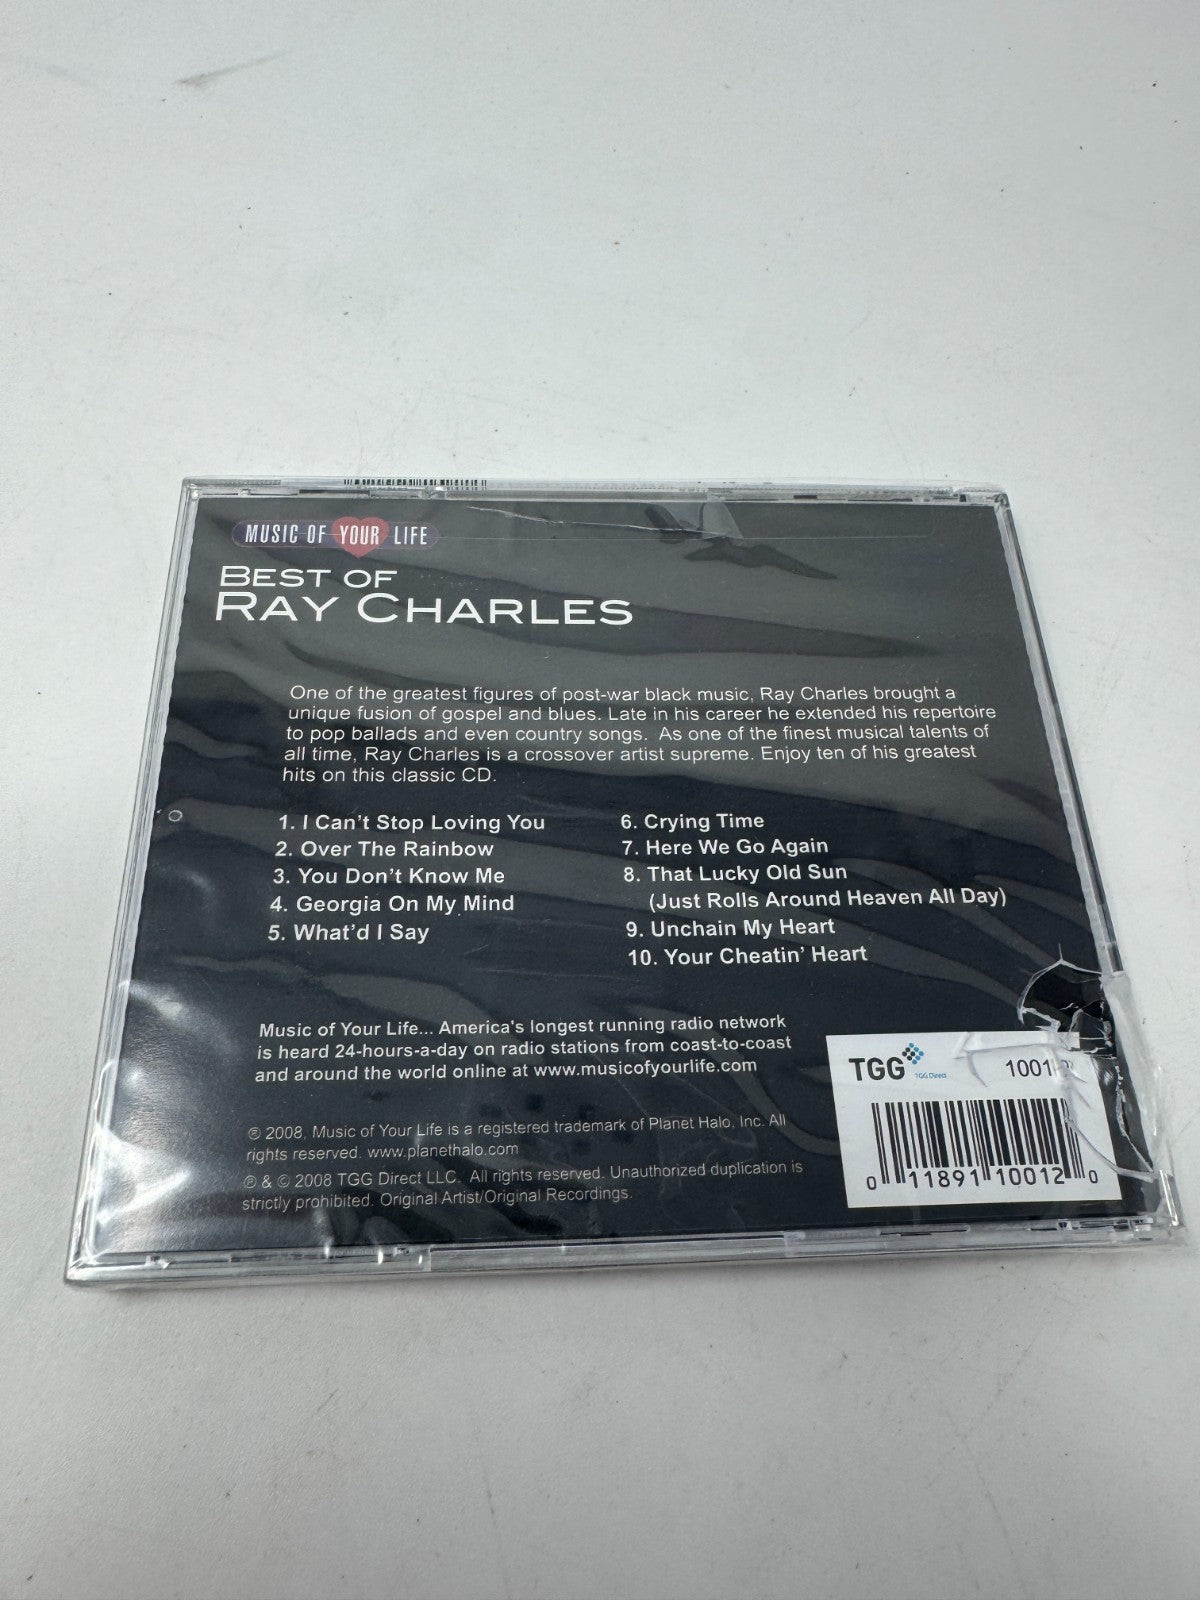 MUSIC OF YOUR LIFE
BEST OF
RAY CHARLES
One of the greatest figures of post-war black music, Ray Charles brought a
unique fusion of gospel and blues. Late in his career he extended his repertoire
to pop ballads and even country songs. As one of the finest musical talents of
all time, Ray Charles is a crossover artist supreme. Enjoy ten of his greatest
hits on this classic CD.
1. I Can't Stop Loving You
2. Over The Rainbow
3. You Don't Know Me
4. Georgia On My Mind
5. What'd I Say
6. Crying Time
7. Here We Go Again
8. That Lucky Old Sun
(Just Rolls Around Heaven All Day)
9. Unchain My Heart
10. Your Cheatin' Heart
Music of Your Life... America's longest running radio network
is heard 24-hours-a-day on radio stations from coast-to-coast
and around the world online at www.musicofyourlife.com
℗ 2008, Music of Your Life is a registered trademark of Planet Halo, Inc. All
rights reserved. www.planethalo.com
℗ & © 2008 TGG Direct LLC. All rights reserved. Unauthorized duplication is
strictly prohibited. Original Artist/Original Recordings.
TGG
TGG Direct
0 11891 10012 0